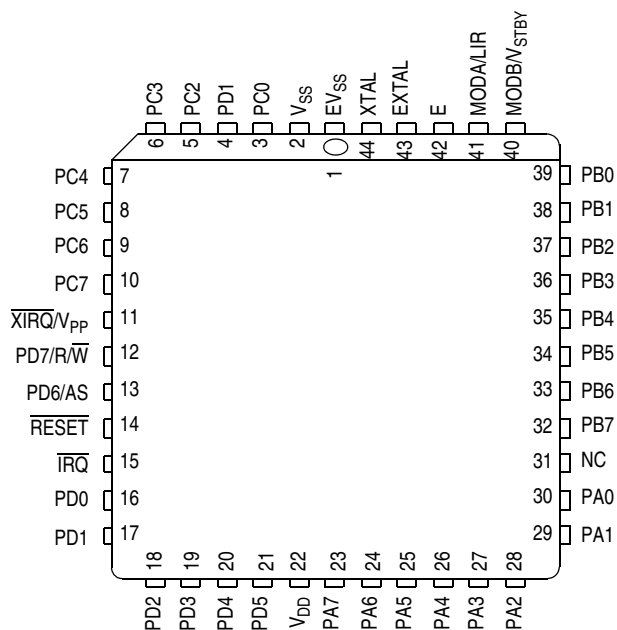 PC3
PC2
PD1
PC0
VSS
EVSS
XTAL
EXTAL
E
MODA/LIR
MODB/VSTBY
6
5
4
3
2
1
44
43
42
41
40
PC4 7
PC5 8
PC6 9
PC7 10
XIRQ/VPP 11
PD7/R/W 12
PD6/AS 13
RESET 14
IRQ 15
PD0 16
PD1 17
39 PB0
38 PB1
37 PB2
36 PB3
35 PB4
34 PB5
33 PB6
32 PB7
31 NC
30 PA0
29 PA1
18
19
20
21
22
23
24
25
26
27
28
PD2
PD3
PD4
PD5
VDD
PA7
PA6
PA5
PA4
PA3
PA2